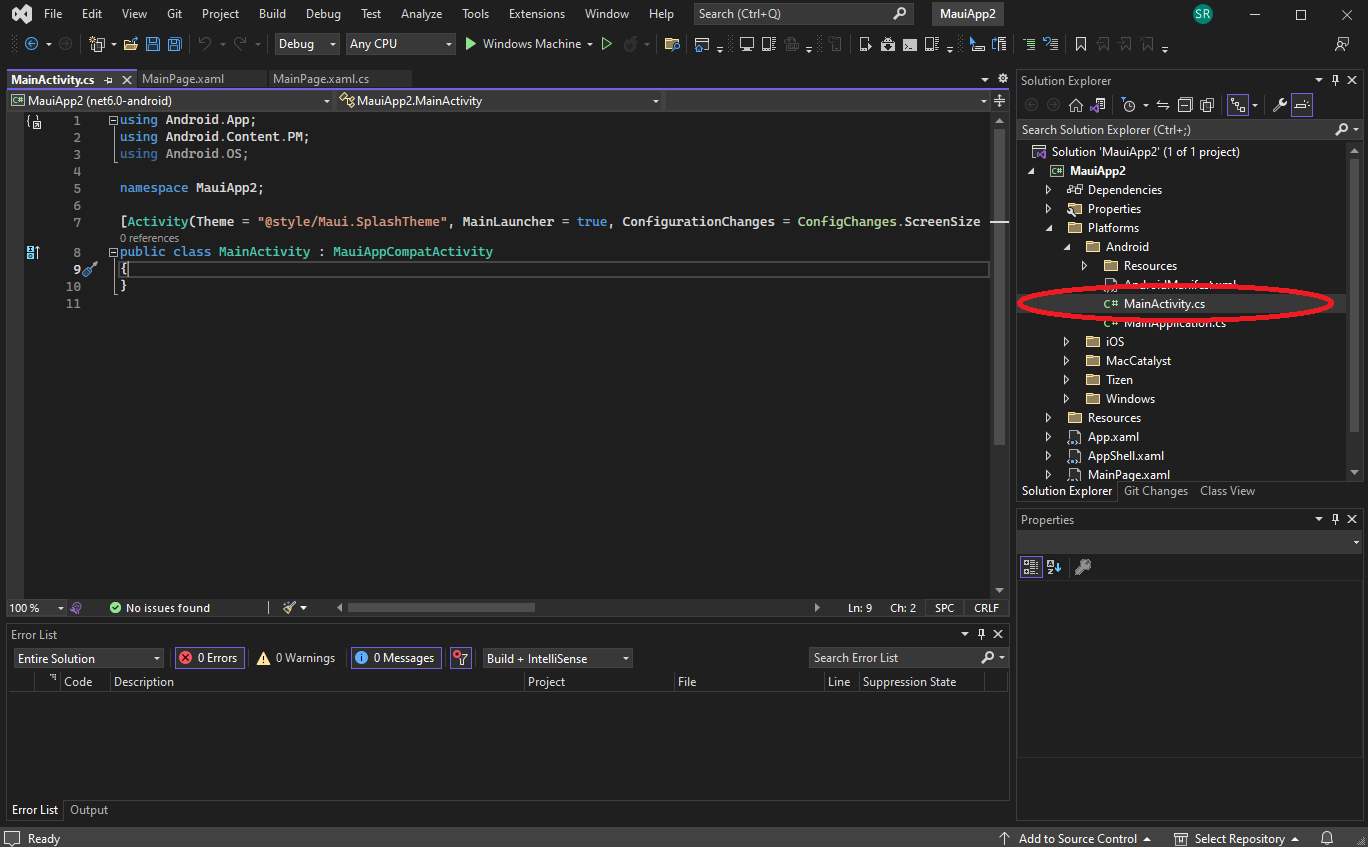 File Edit View Git Project Build Debug Test Analyze Tools Extensions Window Help Search (Ctrl+Q) MauiApp2 SR
Debug Any CPU Windows Machine
MainActivity.cs MainPage.xaml MainPage.xaml.cs
C# MauiApp2 (net6.0-android) MauiApp2.MainActivity
1 using Android.App;
2 using Android.Content.PM;
3 using Android.OS;
4
5 namespace MauiApp2;
6
7 [Activity(Theme = "@style/Maui.SplashTheme", MainLauncher = true, ConfigurationChanges = ConfigChanges.ScreenSize
0 references
8 public class MainActivity : MauiAppCompatActivity
9 {
10 }
11
100 % No issues found Ln: 9 Ch: 2 SPC CRLF
Solution Explorer
Search Solution Explorer (Ctrl+;)
Solution 'MauiApp2' (1 of 1 project)
C# MauiApp2
Dependencies
Properties
Platforms
Android
Resources
AndroidManifest.xml
C# MainActivity.cs
C# MainApplication.cs
iOS
MacCatalyst
Tizen
Windows
Resources
App.xaml
AppShell.xaml
MainPage.xaml
Solution Explorer Git Changes Class View
Properties
Error List
Entire Solution 0 Errors 0 Warnings 0 Messages Build + IntelliSense Search Error List
Code Description Project File Line Suppression State
Error List Output
Ready Add to Source Control Select Repository